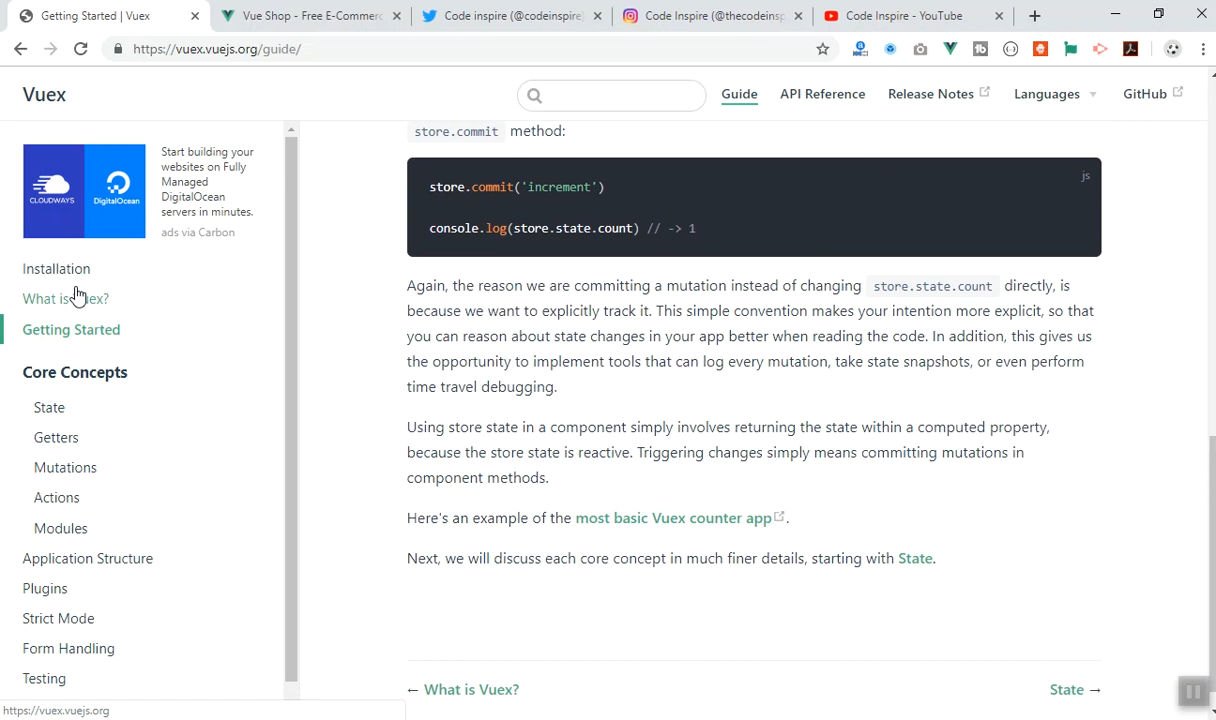 Getting Started | Vuex
Vue Shop - Free E-Commerc
Code inspire (@codeinspire
Code Inspire (@thecodeinsp
Code Inspire - YouTube
https://vuex.vuejs.org/guide/
Vuex
Guide
API Reference
Release Notes
Languages
GitHub
CLOUDWAYS
DigitalOcean
Start building your
websites on Fully
Managed
DigitalOcean
servers in minutes.
ads via Carbon
Installation
What is Vuex?
Getting Started
Core Concepts
State
Getters
Mutations
Actions
Modules
Application Structure
Plugins
Strict Mode
Form Handling
Testing
https://vuex.vuejs.org
store.commit method:
js
store.commit('increment')
console.log(store.state.count) // -> 1
Again, the reason we are committing a mutation instead of changing store.state.count directly, is
because we want to explicitly track it. This simple convention makes your intention more explicit, so that
you can reason about state changes in your app better when reading the code. In addition, this gives us
the opportunity to implement tools that can log every mutation, take state snapshots, or even perform
time travel debugging.
Using store state in a component simply involves returning the state within a computed property,
because the store state is reactive. Triggering changes simply means committing mutations in
component methods.
Here's an example of the most basic Vuex counter app.
Next, we will discuss each core concept in much finer details, starting with State.
← What is Vuex?
State →